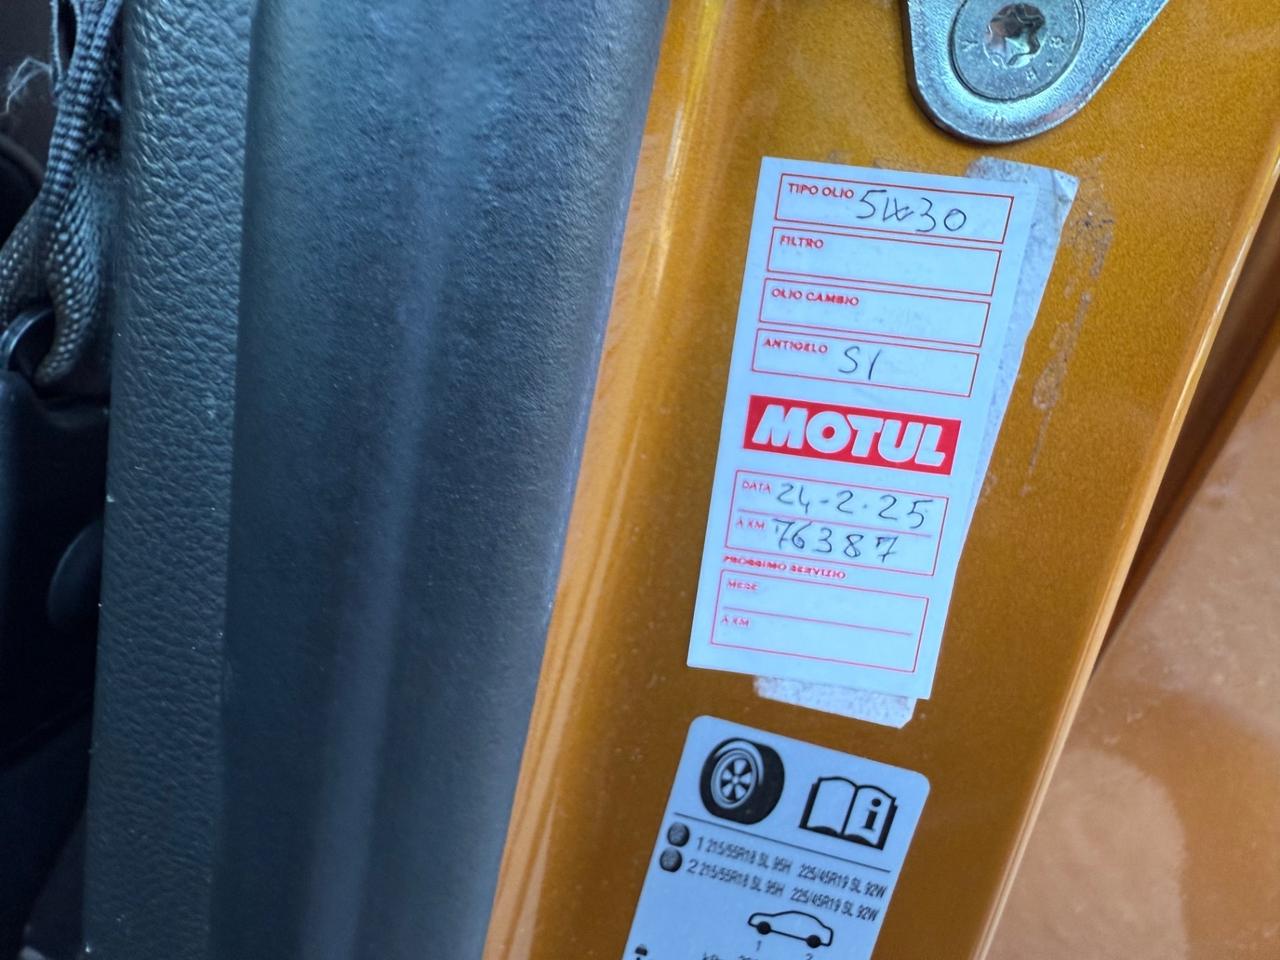 TIPO OLIO 5W30
FILTRO
OLIO CAMBIO
ANTIGELO SI
MOTUL
DATA 24-2-25
A KM 76387
PROSSIMO SERVIZIO
MESE
A KM
i
1 215/55R18 SL 95H 225/45R19 SL 92W
2 215/55R18 SL 95H 225/45R19 SL 92W
1
2